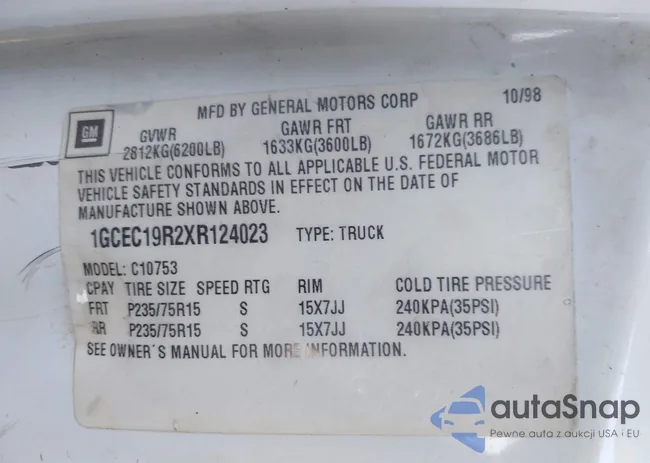 MFD BY GENERAL MOTORS CORP 10/98
GM
GVWR GAWR FRT GAWR RR
2812KG(6200LB) 1633KG(3600LB) 1672KG(3686LB)
THIS VEHICLE CONFORMS TO ALL APPLICABLE U.S. FEDERAL MOTOR
VEHICLE SAFETY STANDARDS IN EFFECT ON THE DATE OF
MANUFACTURE SHOWN ABOVE.
1GCEC19R2XR124023 TYPE: TRUCK
MODEL: C10753
CPAY TIRE SIZE SPEED RTG RIM COLD TIRE PRESSURE
FRT P235/75R15 S 15X7JJ 240KPA(35PSI)
RR P235/75R15 S 15X7JJ 240KPA(35PSI)
SEE OWNER'S MANUAL FOR MORE INFORMATION.
autaSnap
Pewne auta z aukcji USA i EU